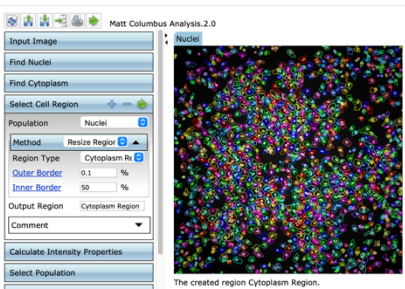 Matt Columbus Analysis.2.0
Input Image
Find Nuclei
Find Cytoplasm
Select Cell Region
Population Nuclei
Method Resize Region
Region Type Cytoplasm Re
Outer Border 0.1 %
Inner Border 50 %
Output Region Cytoplasm Region
Comment
Calculate Intensity Properties
Select Population
Nuclei
The created region Cytoplasm Region.